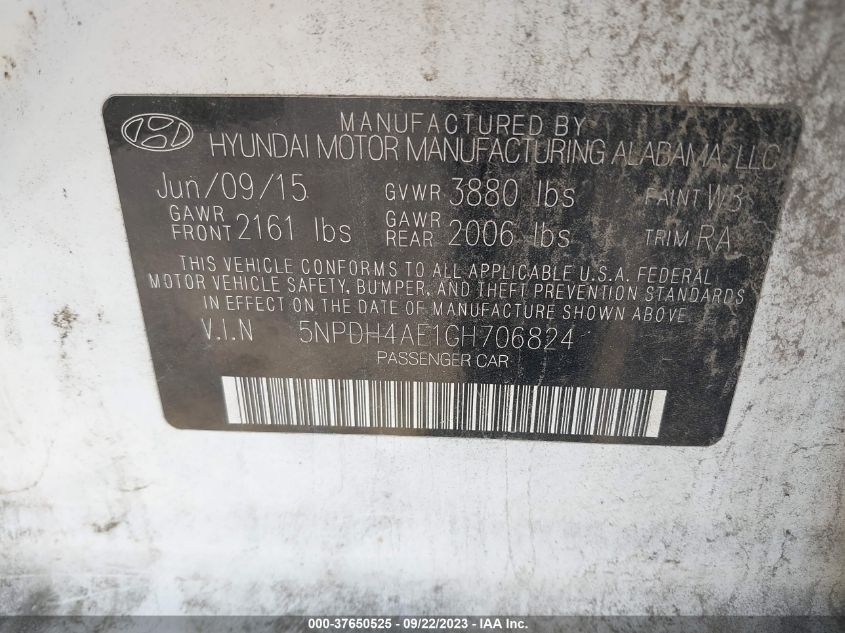 MANUFACTURED BY
HYUNDAI MOTOR MANUFACTURING ALABAMA, LLC
Jun/09/15 GVWR 3880 lbs PAINT W3
GAWR FRONT 2161 lbs GAWR REAR 2006 lbs TRIM RA
THIS VEHICLE CONFORMS TO ALL APPLICABLE U.S.A. FEDERAL
MOTOR VEHICLE SAFETY, BUMPER, AND THEFT PREVENTION STANDARDS
IN EFFECT ON THE DATE OF MANUFACTURE SHOWN ABOVE.
V.I.N 5NPDH4AE1GH706824
PASSENGER CAR
000-37650525 - 09/22/2023 - IAA Inc.